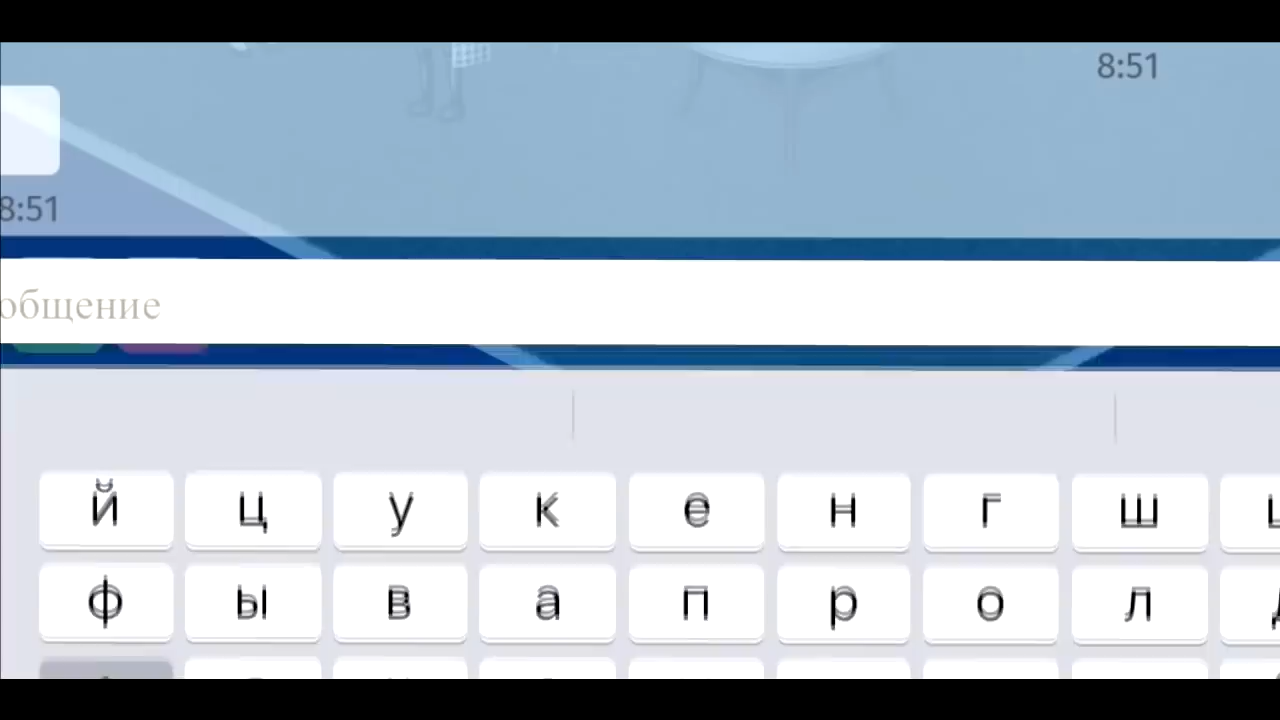 8:51
8:51
общение
й ц у к е н г ш
ф ы в а п р о л